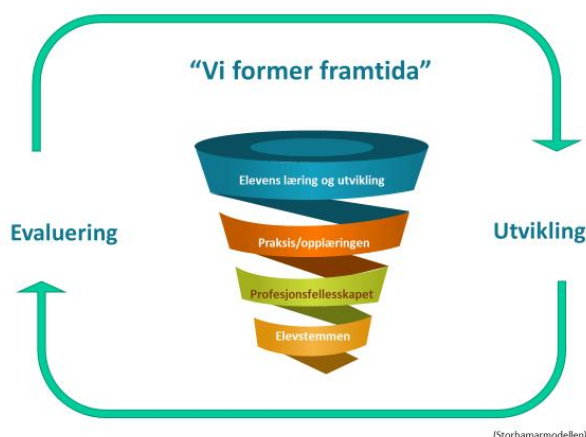 “Vi former framtida”
Elevens læring og utvikling
Evaluering
Praksis/opplæringen
Utvikling
Profesjonsfellesskapet
Elevstemmen
(Storhamarmodellen)